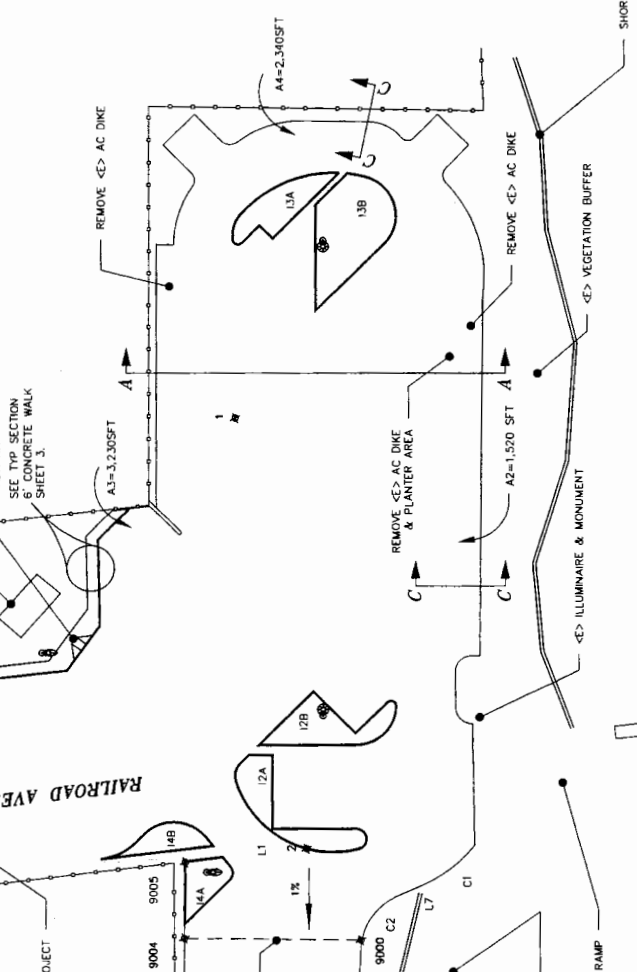 SHOR
A4=2,340SFT
REMOVE <E> AC DIKE
C
C
13A
13B
REMOVE <E> AC DIKE
<E> VEGETATION BUFFER
A
A
SEE TYP SECTION
6' CONCRETE WALK
SHEET 3.
1
A3=3,230SFT
REMOVE <E> AC DIKE
& PLANTER AREA
A2=1,520 SFT
C
C
<E> ILLUMINAIRE & MONUMENT
12B
12A
RAILROAD AVE
14B
L1
2
14A
9005
1%
C1
L7
C2
9004
9000
OJECT
RAMP